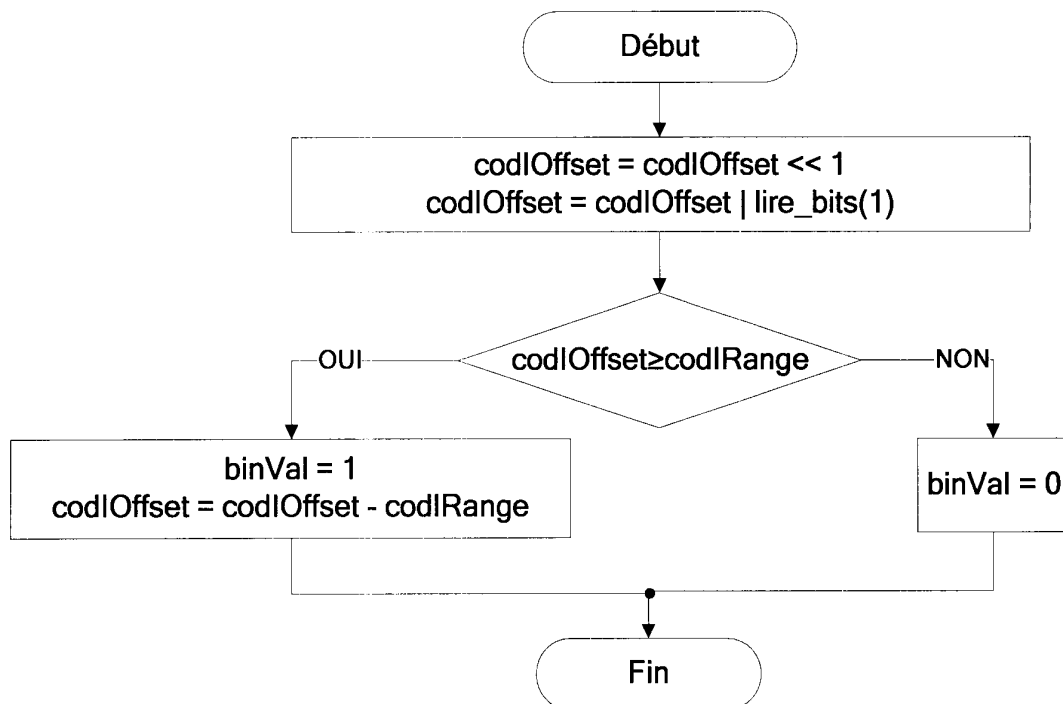 Début
codIOffset = codIOffset << 1
codIOffset = codIOffset | lire_bits(1)
codIOffset≥codIRange
OUI
NON
binVal = 1
codIOffset = codIOffset - codIRange
binVal = 0
Fin